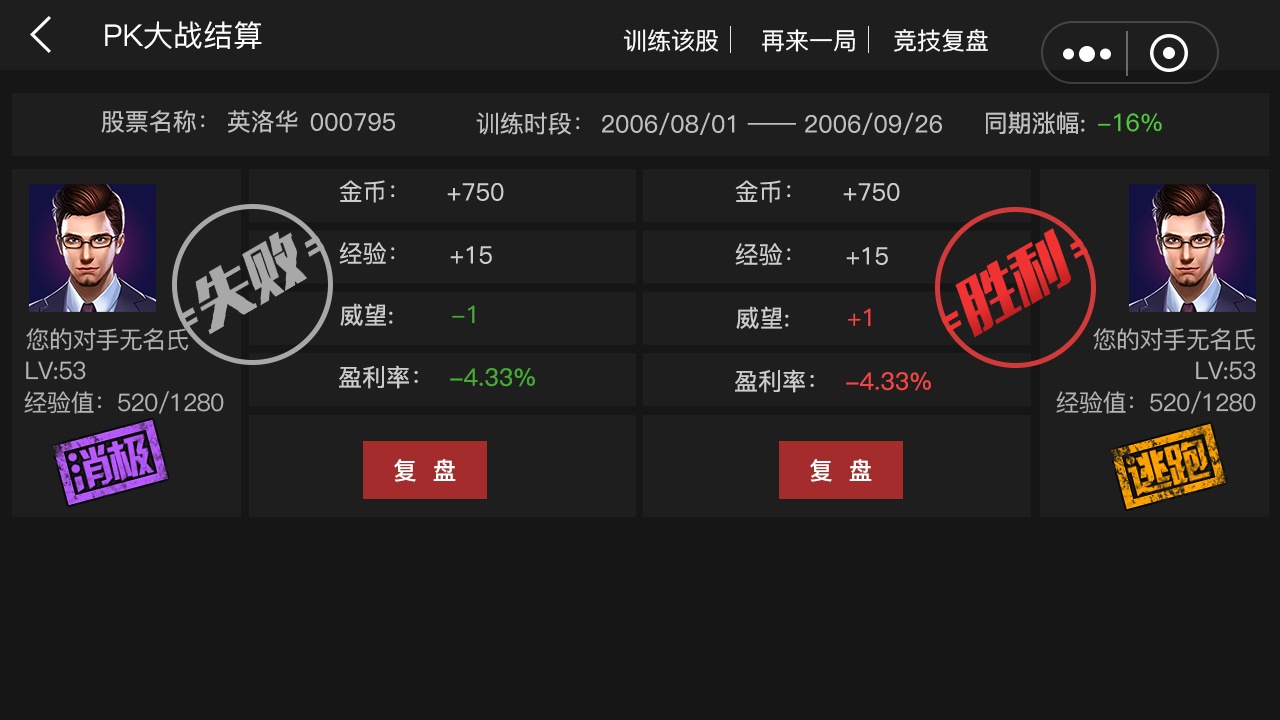 PK大战结算
训练该股 再来一局 竞技复盘
股票名称： 英洛华 000795 训练时段： 2006/08/01 —— 2006/09/26 同期涨幅: -16%
失败
您的对手无名氏
LV:53
经验值：520/1280
消极
金币： +750
经验： +15
威望: -1
盈利率： -4.33%
复 盘
金币： +750
经验： +15
威望: +1
盈利率： -4.33%
复 盘
胜利
您的对手无名氏
LV:53
经验值：520/1280
逃跑